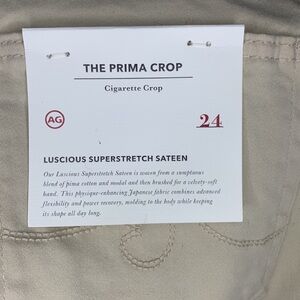 THE PRIMA CROP
Cigarette Crop
AG
24
LUSCIOUS SUPERSTRETCH SATEEN
Our Luscious Superstretch Sateen is woven from a sumptuous
blend of pima cotton and modal and then brushed for a velvety-soft
hand. This physique-enhancing Japanese fabric combines advanced
flexibility and power recovery, molding to the body while keeping
its shape all day long.